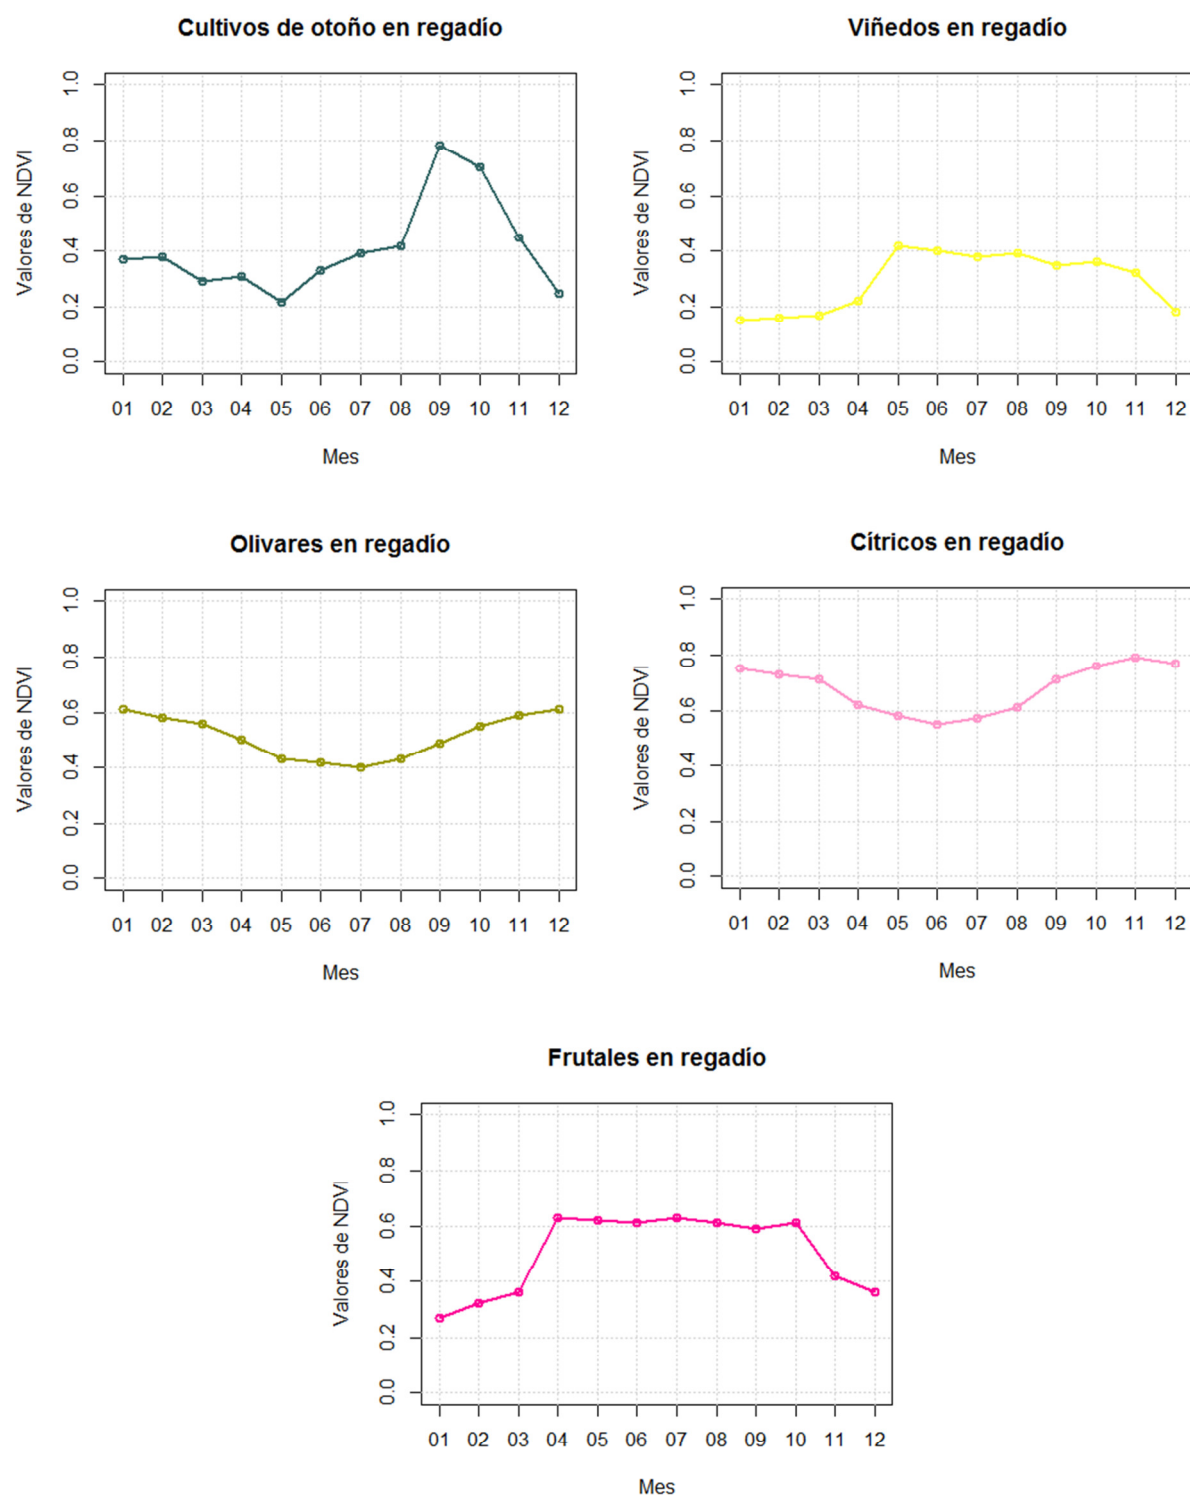 Cultivos de otoño en regadío
Valores de NDVI
1.0
0.8
0.6
0.4
0.2
0.0
01 02 03 04 05 06 07 08 09 10 11 12
Mes
Viñedos en regadío
Valores de NDVI
1.0
0.8
0.6
0.4
0.2
0.0
01 02 03 04 05 06 07 08 09 10 11 12
Mes
Olivares en regadío
Valores de NDVI
1.0
0.8
0.6
0.4
0.2
0.0
01 02 03 04 05 06 07 08 09 10 11 12
Mes
Cítricos en regadío
Valores de NDVI
1.0
0.8
0.6
0.4
0.2
0.0
01 02 03 04 05 06 07 08 09 10 11 12
Mes
Frutales en regadío
Valores de NDVI
1.0
0.8
0.6
0.4
0.2
0.0
01 02 03 04 05 06 07 08 09 10 11 12
Mes